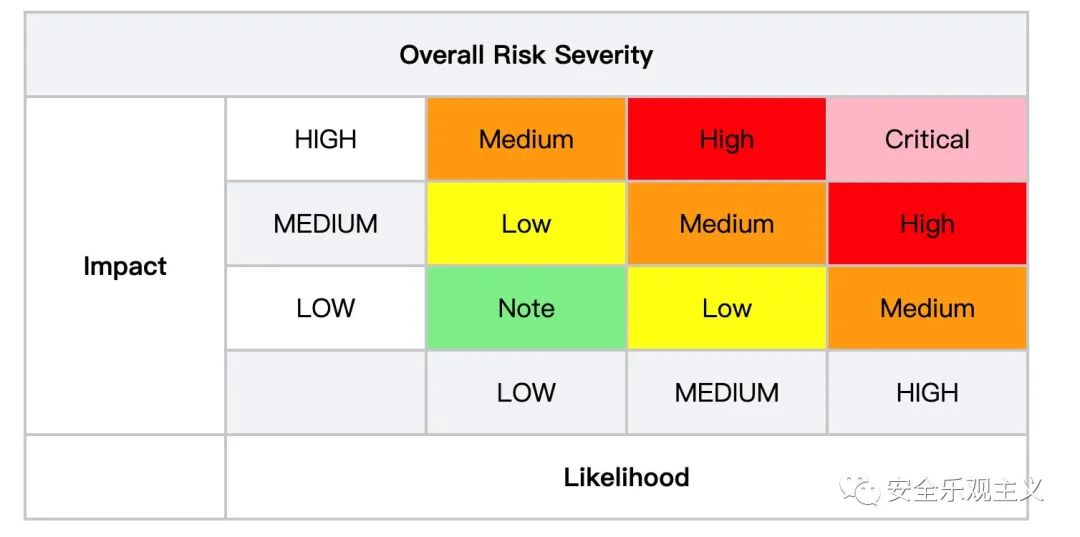 Overall Risk Severity
HIGH Medium High Critical
MEDIUM Low Medium High
Impact
LOW Note Low Medium
LOW MEDIUM HIGH
Likelihood
安全乐观主义